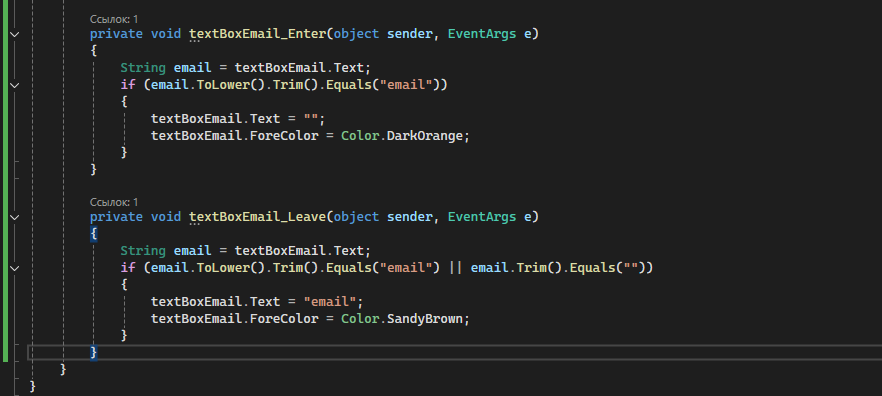 Ссылок: 1
private void textBoxEmail_Enter(object sender, EventArgs e)
{
String email = textBoxEmail.Text;
if (email.ToLower().Trim().Equals("email"))
{
textBoxEmail.Text = "";
textBoxEmail.ForeColor = Color.DarkOrange;
}
}
Ссылок: 1
private void textBoxEmail_Leave(object sender, EventArgs e)
{
String email = textBoxEmail.Text;
if (email.ToLower().Trim().Equals("email") || email.Trim().Equals(""))
{
textBoxEmail.Text = "email";
textBoxEmail.ForeColor = Color.SandyBrown;
}
}
}
}